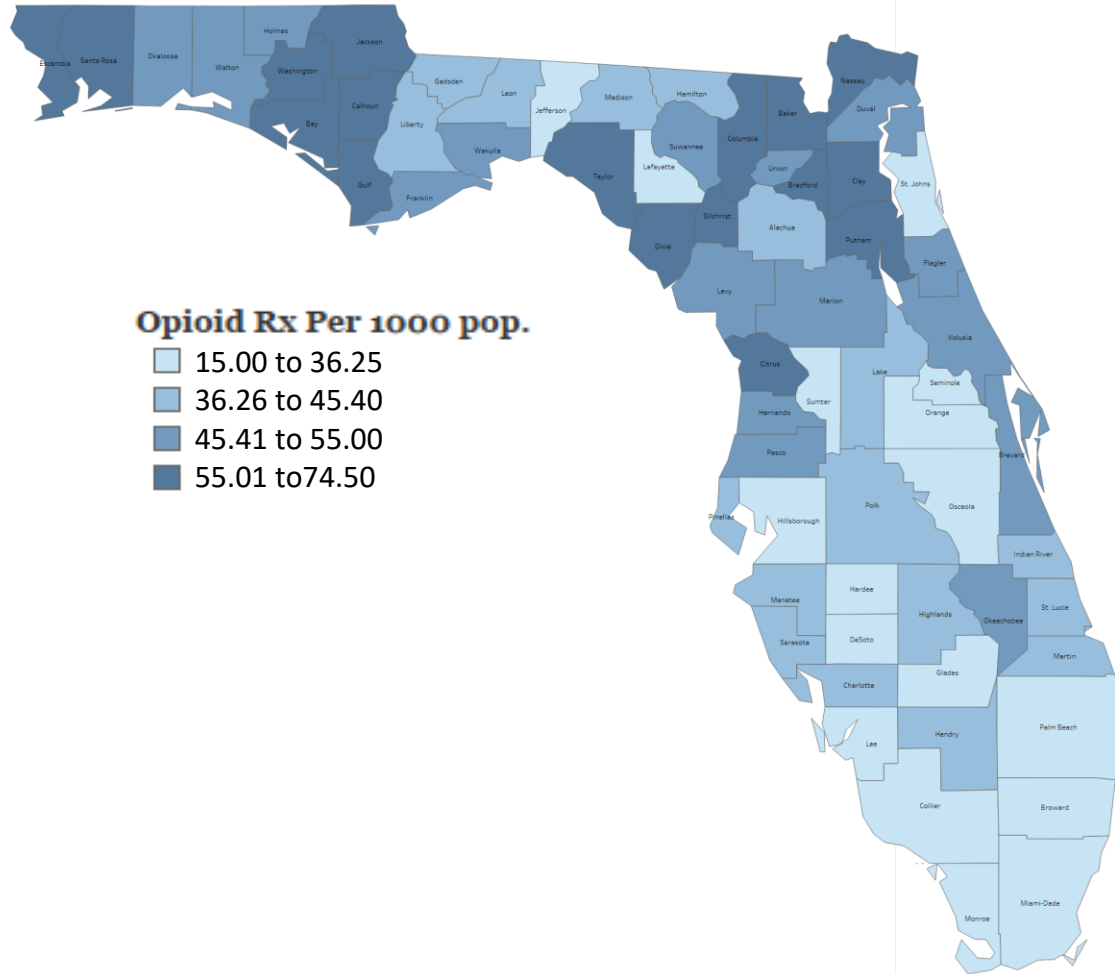 Holmes
Jackson
Okaloosa
Santa Rosa
Escambia
Walton
Washington
Nassau
Gadsden
Leon
Madison
Hamilton
Calhoun
Jefferson
Duval
Baker
Bay
Liberty
Columbia
Suwannee
Wakulla
Lafayette
Union
Taylor
Gulf
Bradford
Clay
St. Johns
Franklin
Gilchrist
Alachua
Dixie
Putnam
Flagler
Levy
Marion
Opioid Rx Per 1000 pop.
15.00 to 36.25
36.26 to 45.40
45.41 to 55.00
55.01 to74.50
Volusia
Citrus
Lake
Seminole
Sumter
Hernando
Orange
Pasco
Brevard
Polk
Osceola
Pinellas
Hillsborough
Indian River
Hardee
Manatee
St. Lucie
Highlands
Okeechobee
DeSoto
Sarasota
Martin
Glades
Charlotte
Palm Beach
Hendry
Lee
Collier
Broward
Miami-Dade
Monroe